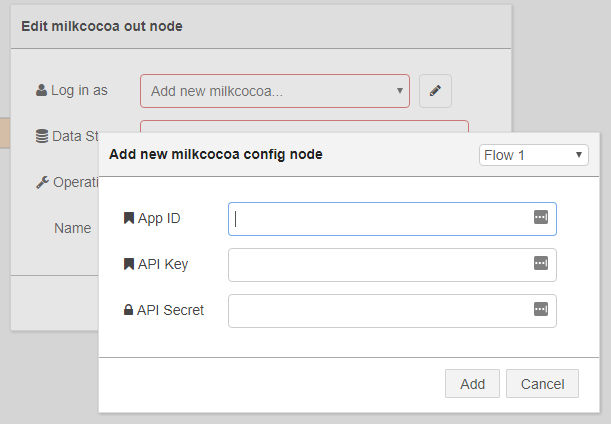 Edit milkcocoa out node
Log in as
Add new milkcocoa...
Data St
Add new milkcocoa config node
Flow 1
Operati
App ID
Name
API Key
API Secret
Add
Cancel